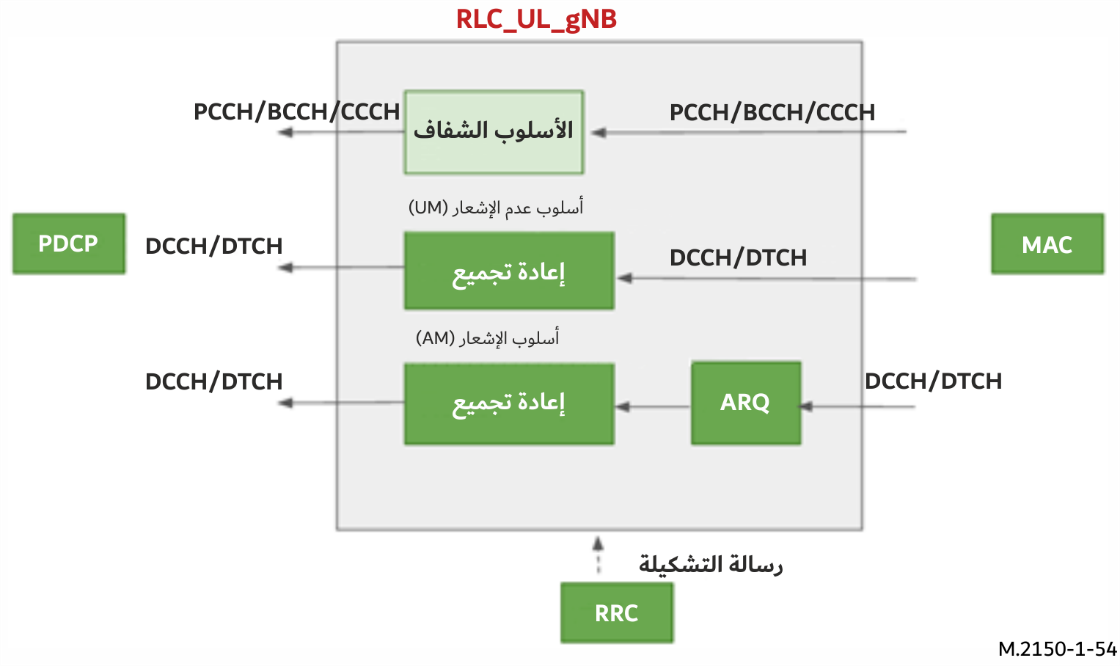 RLC_UL_gNB
PCCH/BCCH/CCCH
الأسلوب الشفاف
PCCH/BCCH/CCCH
أسلوب عدم الإشعار (UM)
PDCP
DCCH/DTCH
إعادة تجميع
DCCH/DTCH
MAC
أسلوب الإشعار (AM)
DCCH/DTCH
إعادة تجميع
ARQ
DCCH/DTCH
رسالة التشكيلة
RRC
M.2150-1-54